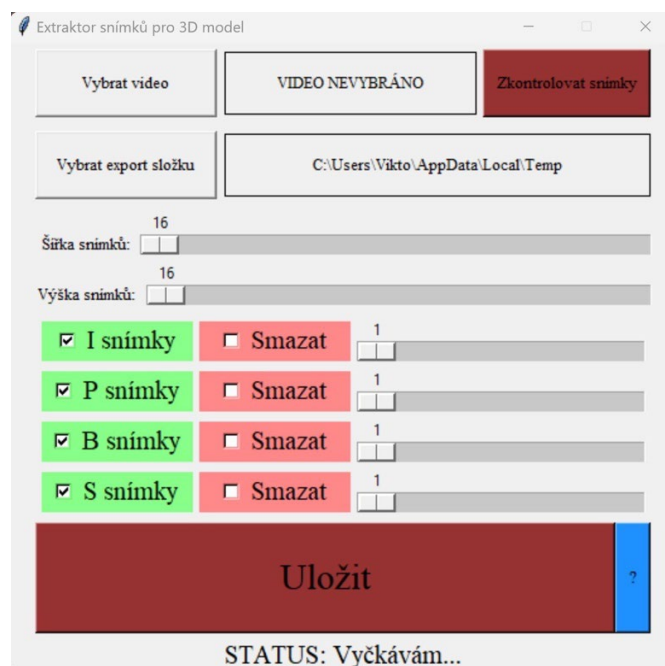 Extraktor snímků pro 3D model
Vybrat video
VIDEO NEVYBRÁNO
Zkontrolovat snímky
Vybrat export složku
C:\Users\Vikto\AppData\Local\Temp
16
Šířka snímků:
16
Výška snímků:
I snímky
Smazat
1
P snímky
Smazat
1
B snímky
Smazat
1
S snímky
Smazat
1
Uložit
?
STATUS: Vyčkávám...